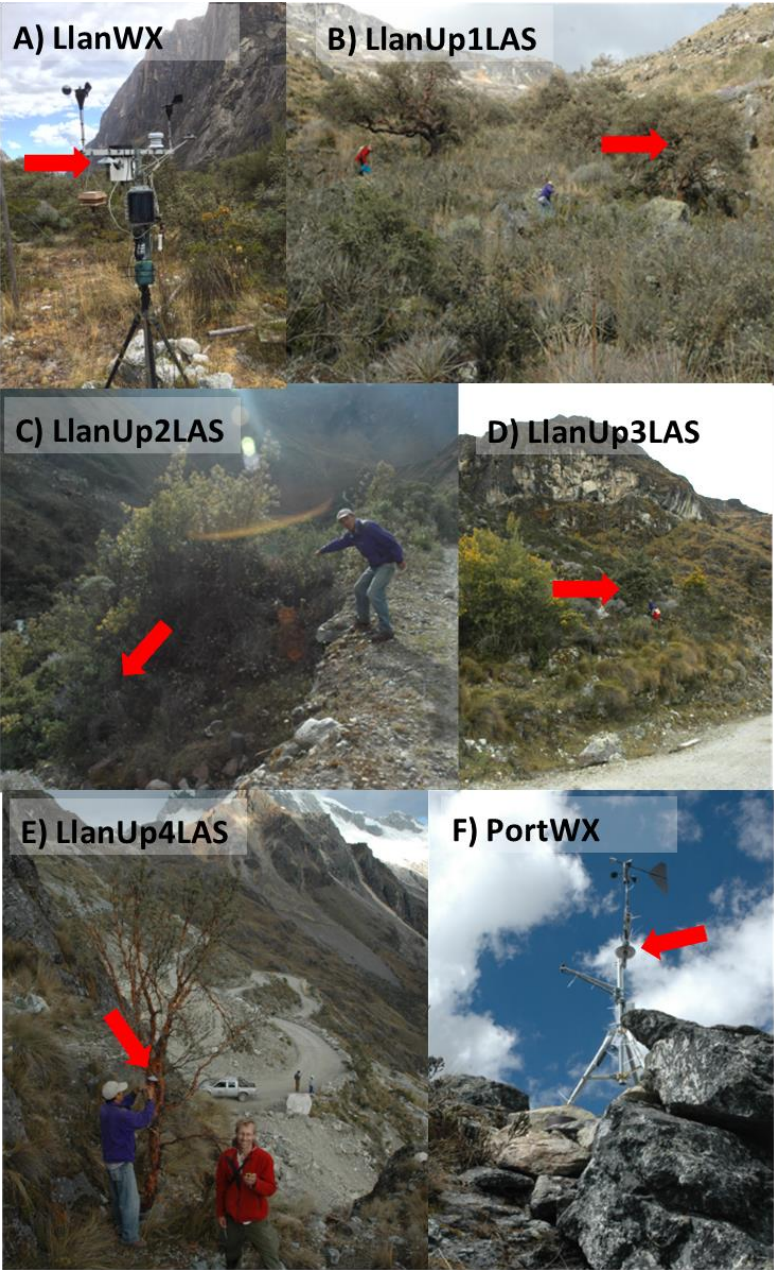 A) LlanWX
B) LlanUp1LAS
C) LlanUp2LAS
D) LlanUp3LAS
E) LlanUp4LAS
F) PortWX